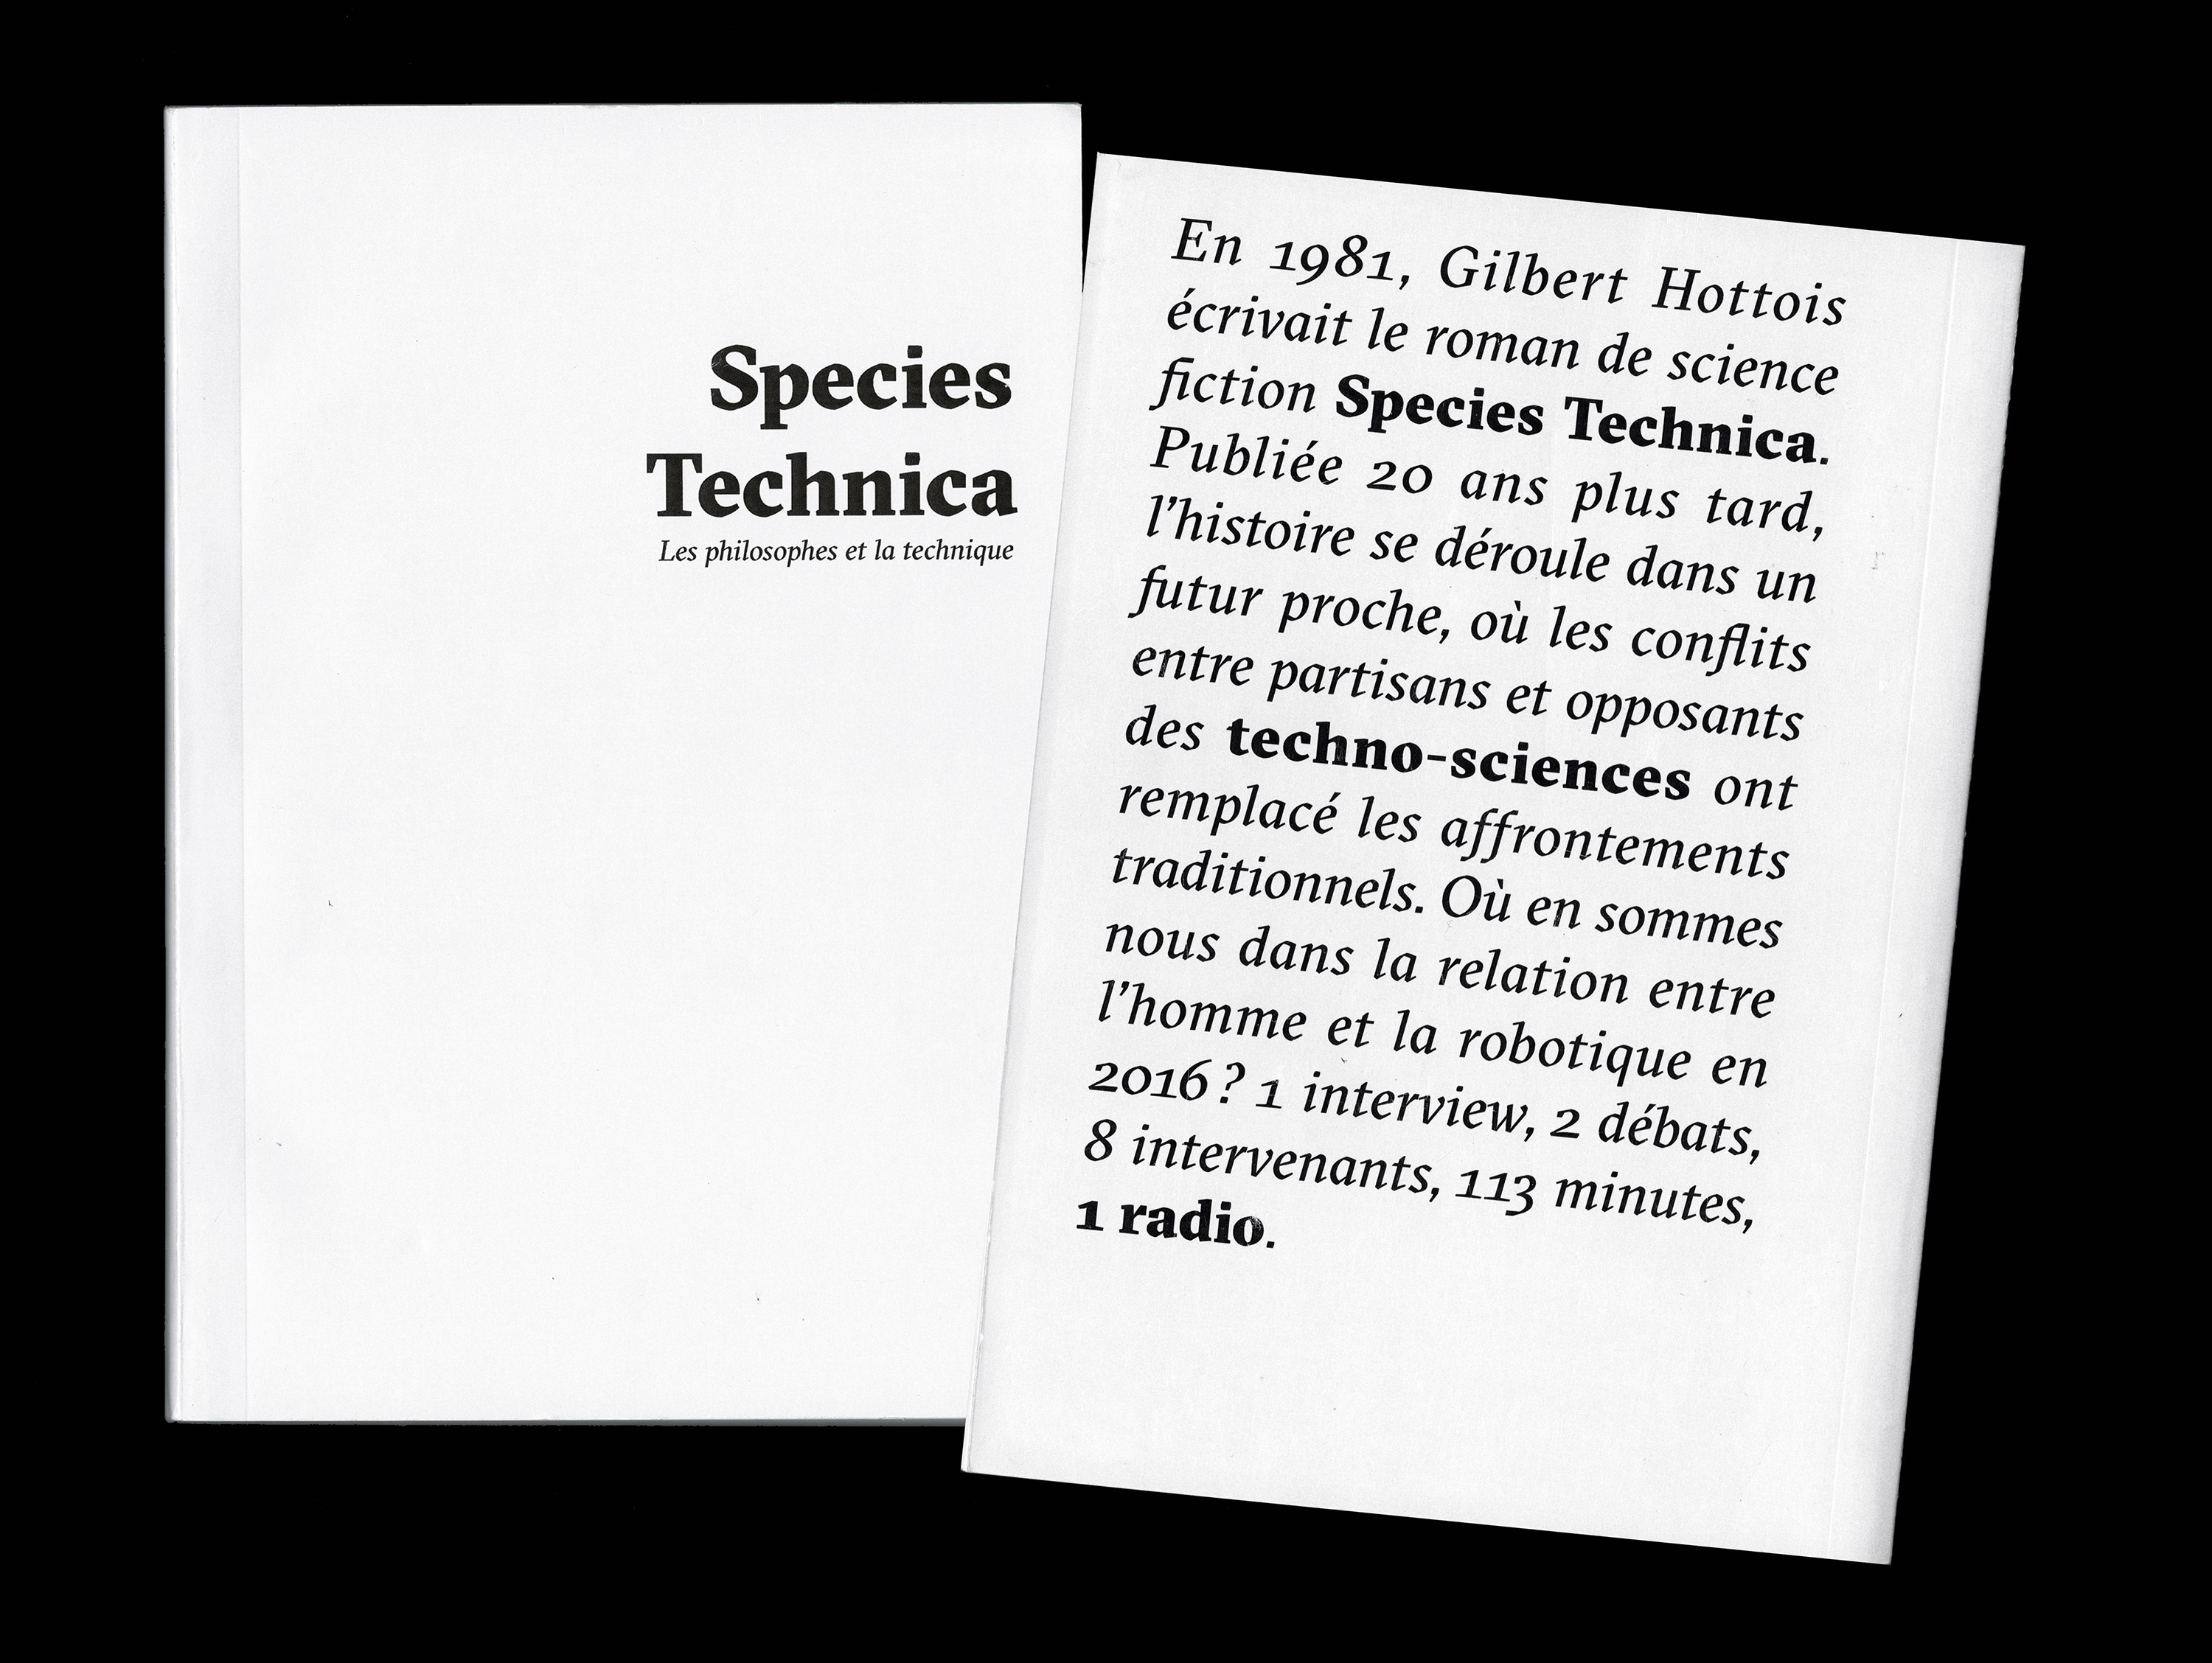 Species
Technica
Les philosophes et la technique
En 1981, Gilbert Hottois
écrivait le roman de science
fiction Species Technica.
Publiée 20 ans plus tard,
l’histoire se déroule dans un
futur proche, où les conflits
entre partisans et opposants
des techno-sciences ont
remplacé les affrontements
traditionnels. Où en sommes
nous dans la relation entre
l’homme et la robotique en
2016 ? 1 interview, 2 débats,
8 intervenants, 113 minutes,
1 radio.